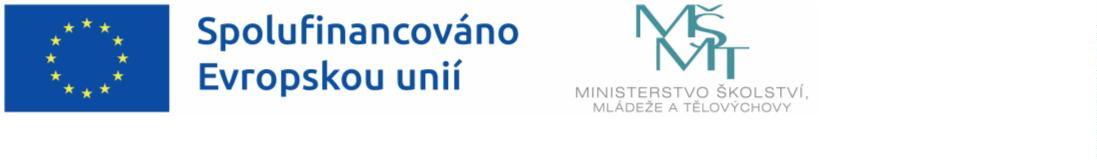 Spolufinancováno
Evropskou unií
MŠMT
MINISTERSTVO ŠKOLSTVÍ,
MLÁDEŽE A TĚLOVÝCHOVY